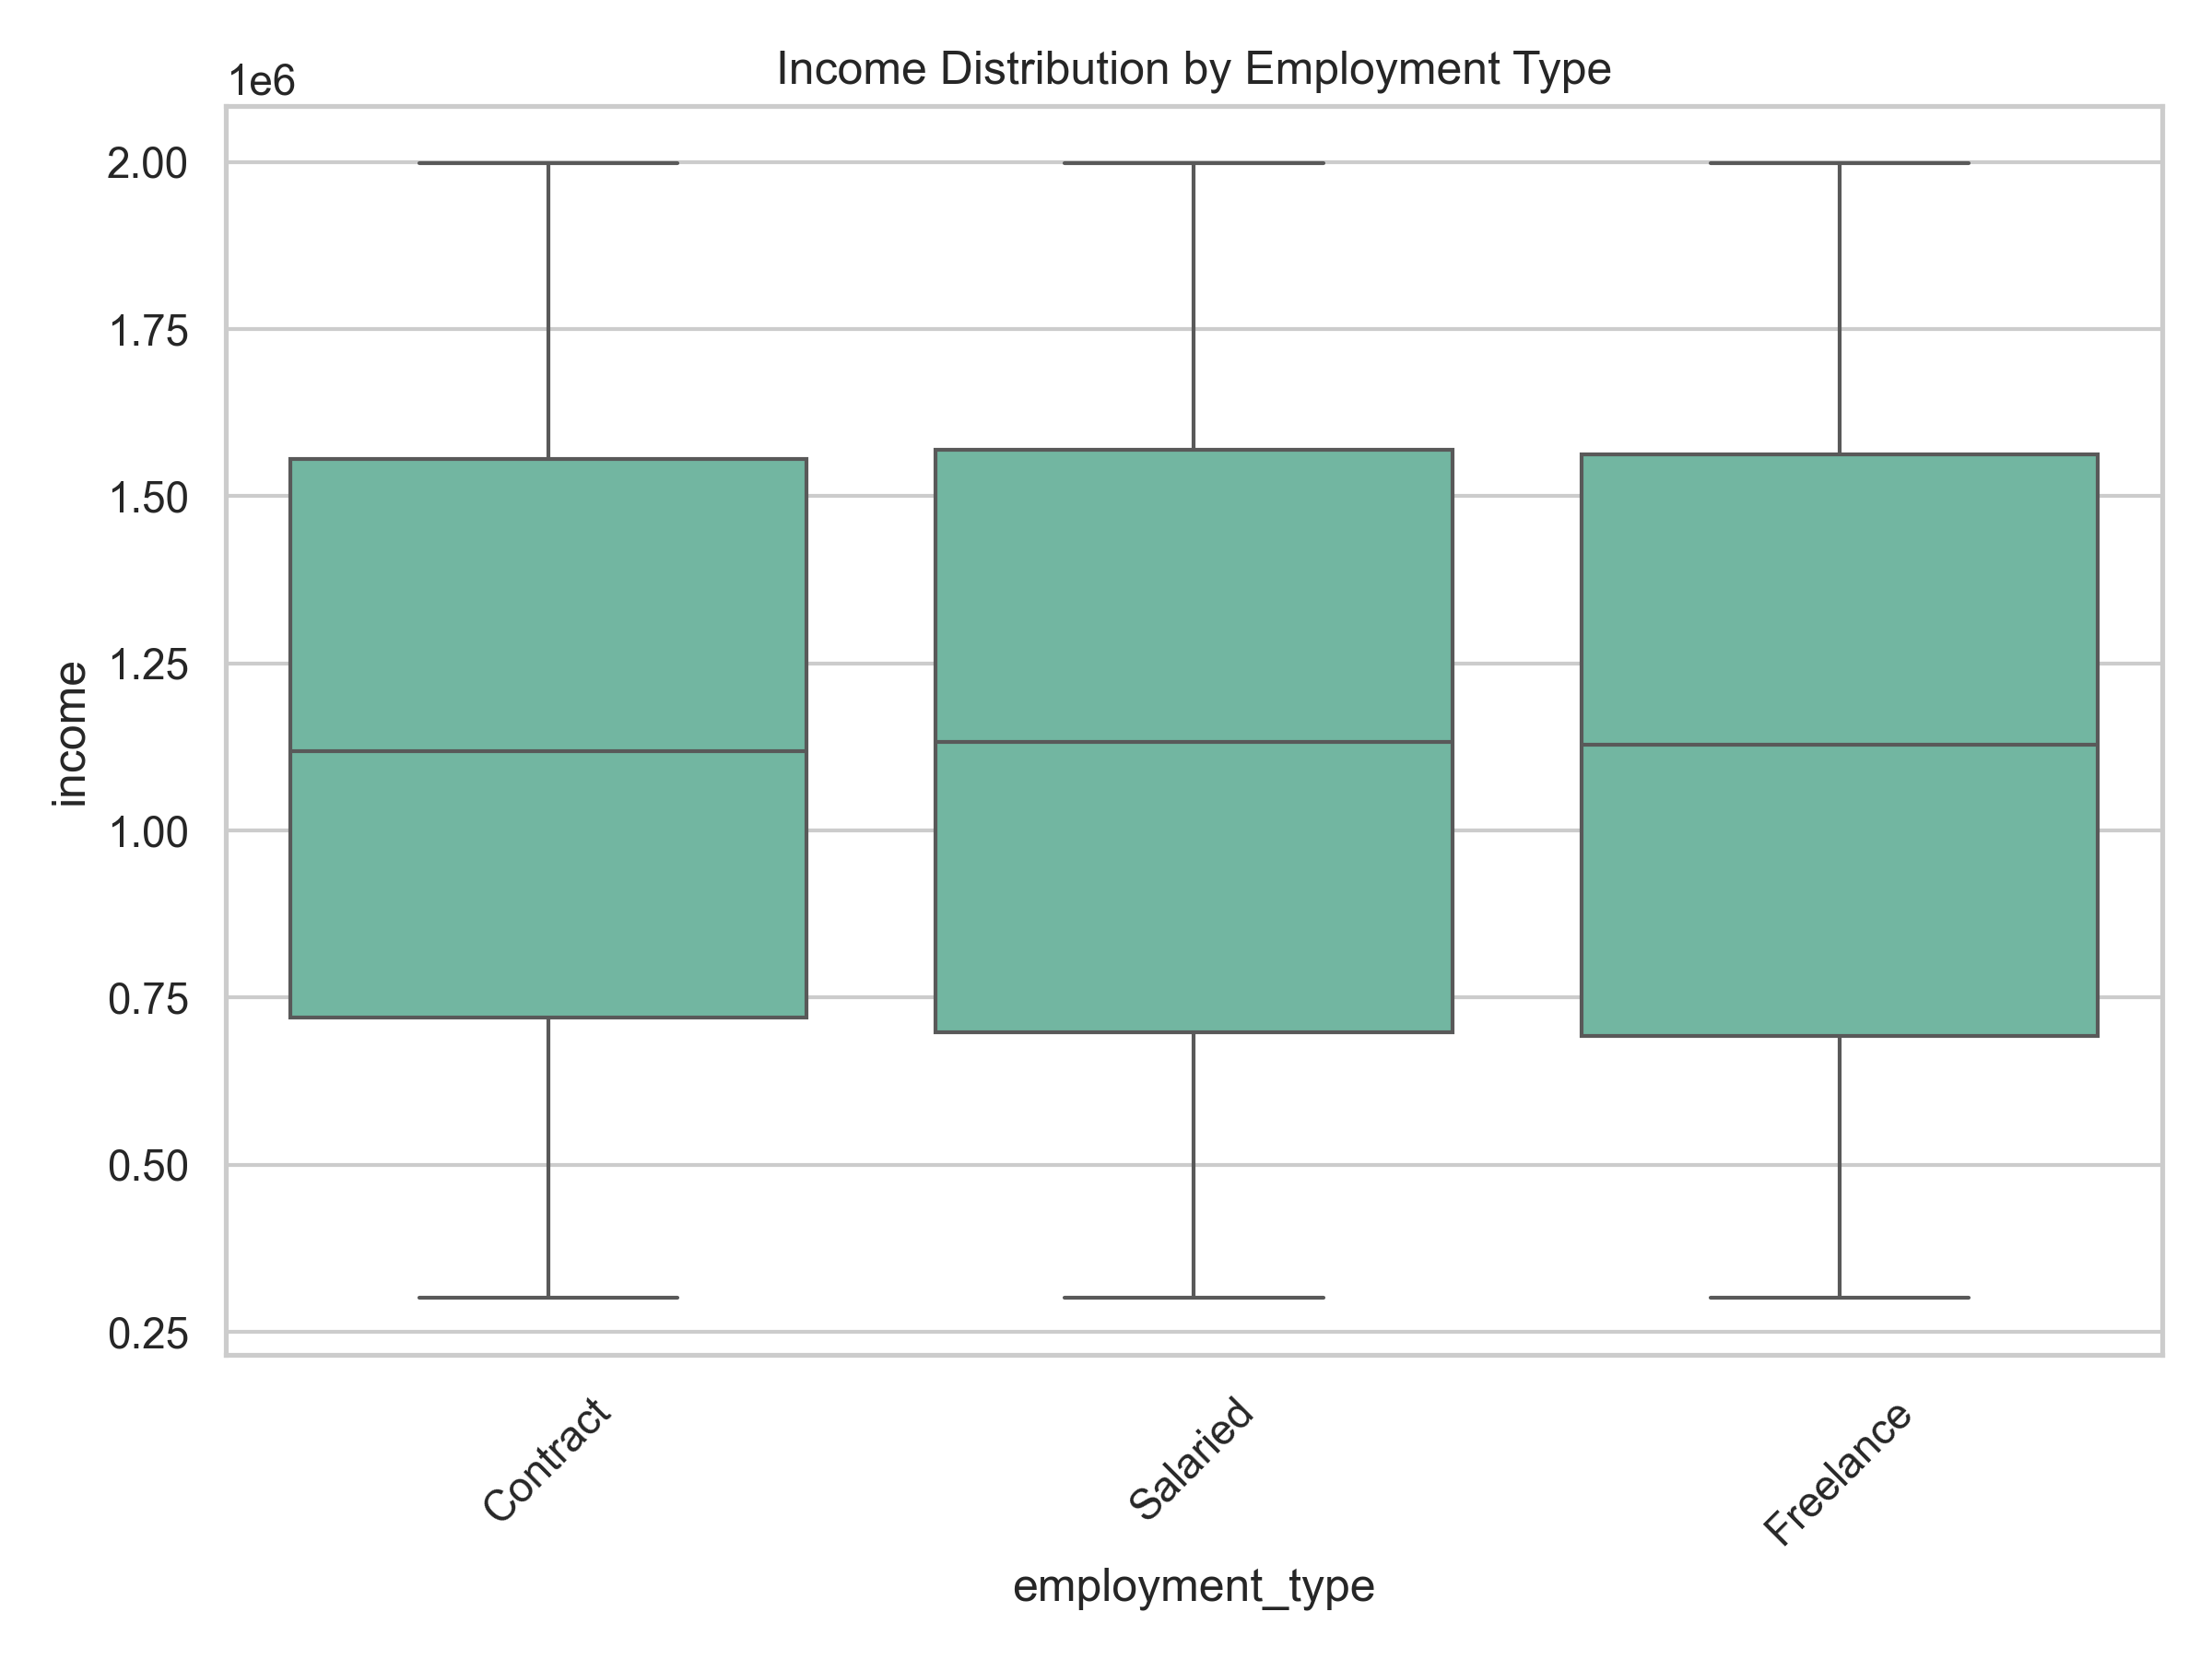 Income Distribution by Employment Type
1e6
2.00
1.75
1.50
1.25
1.00
0.75
0.50
0.25
income
Contract
Salaried
Freelance
employment_type